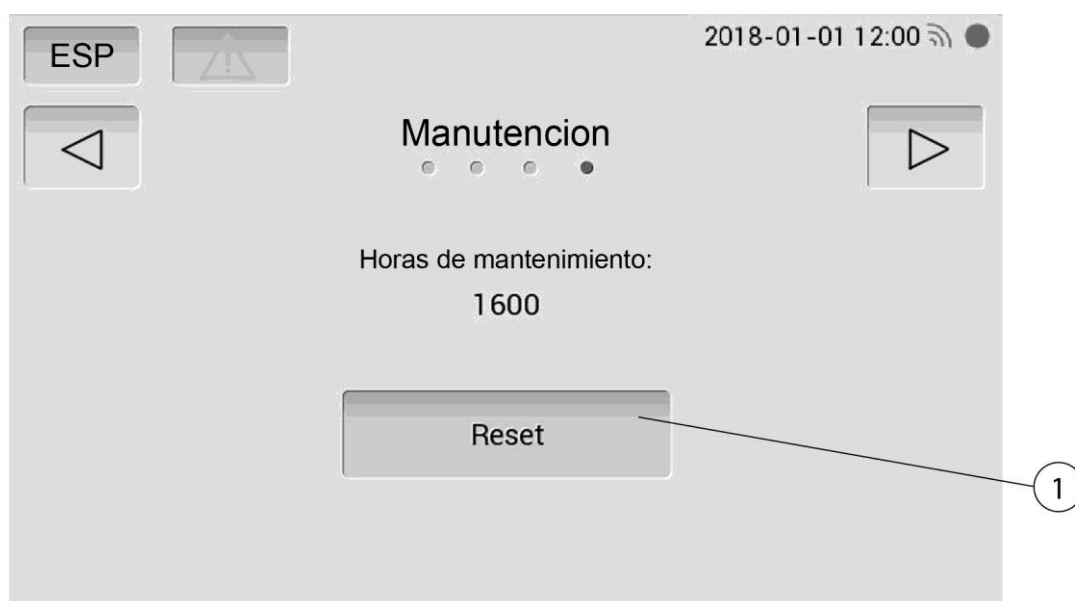 ESP
2018-01-01 12:00
Manutencion
Horas de mantenimiento:
1600
Reset
1